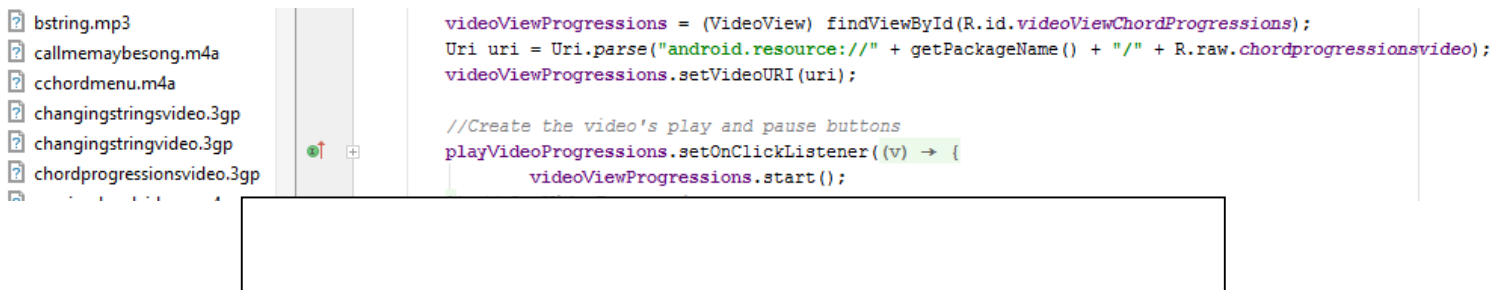 bstring.mp3
callmemaybesong.m4a
cchordmenu.m4a
changingstringsvideo.3gp
changingstringvideo.3gp
chordprogressionsvideo.3gp
videoViewProgressions = (VideoView) findViewById(R.id.videoViewChordProgressions);
Uri uri = Uri.parse("android.resource://" + getPackageName() + "/" + R.raw.chordprogressionsvideo);
videoViewProgressions.setVideoURI(uri);
//Create the video's play and pause buttons
playVideoProgressions.setOnClickListener((v) → {
videoViewProgressions.start();